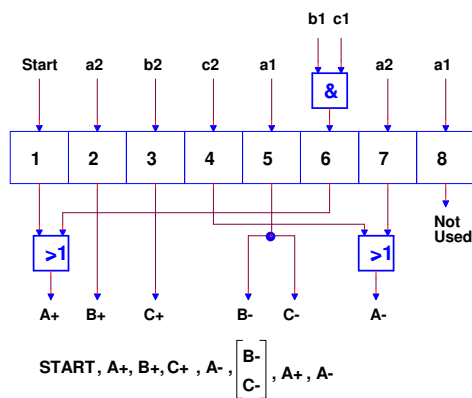 b1 c1
Start a2 b2 c2 a1 a2 a1
&
1 2 3 4 5 6 7 8
Not
Used
>1 >1
A+ B+ C+ B- C- A-
START, A+, B+, C+ , A- , [B- C-] , A+ , A-